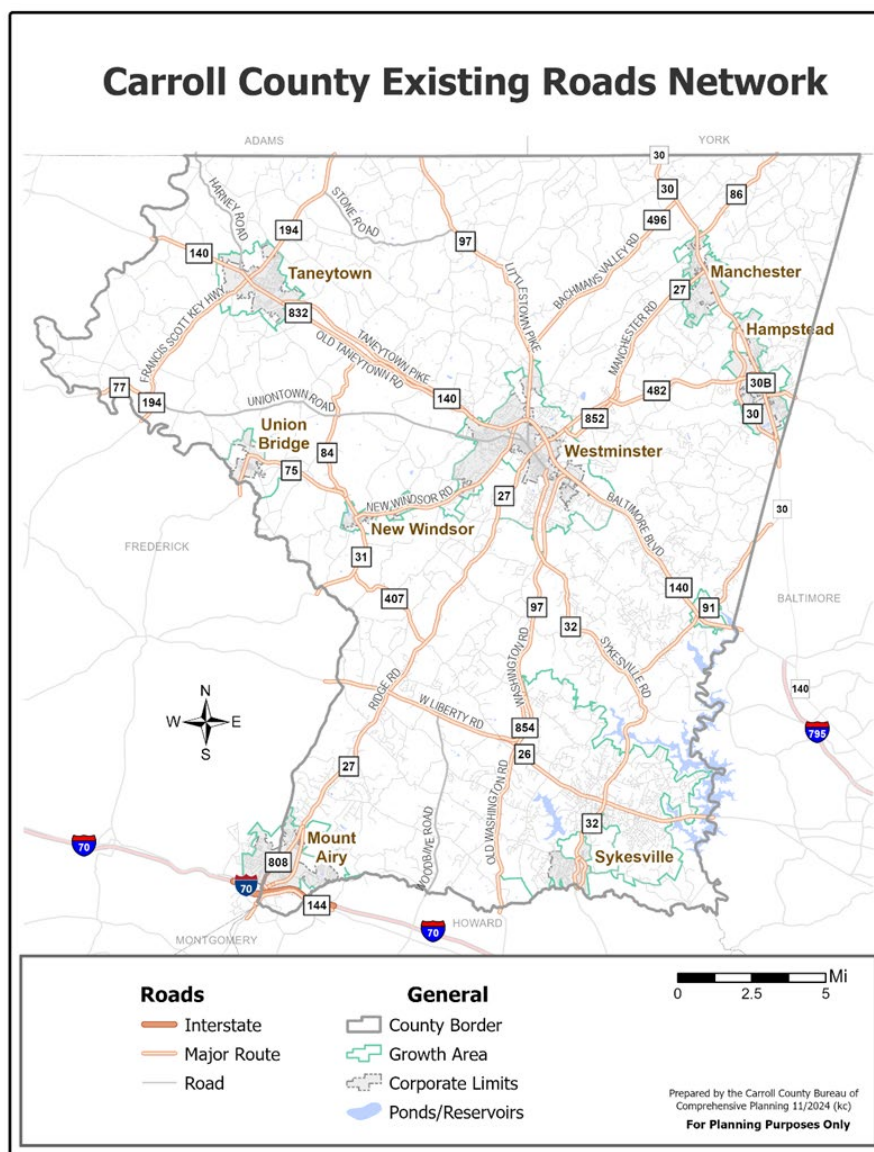 Carroll County Existing Roads Network
ADAMS
YORK
30
HARNEY ROAD
STONE ROAD
30
86
194
496
97
140
LITTLESTOWN PIKE
BACHMANS VALLEY RD
Taneytown
Manchester
27
FRANCIS SCOTT KEY HWY
832
MANCHESTER RD
Hampstead
TANEYTOWN PIKE
OLD TANEYTOWN RD
77
194
UNIONTOWN ROAD
140
482
30B
852
30
Union
Bridge
Westminster
84
75
27
NEW WINDSOR RD
BALTIMORE BLVD
New Windsor
30
FREDERICK
31
140
407
97
91
BALTIMORE
32
SYKESVILLE RD
WASHINGTON RD
N
W E
S
RIDGE RD
W LIBERTY RD
140
854
795
26
27
OLD WASHINGTON RD
WOODBINE ROAD
32
Mount
Airy
70
808
Sykesville
70
144
HOWARD
70
MONTGOMERY
Roads
Interstate
Major Route
Road
General
County Border
Growth Area
Corporate Limits
Ponds/Reservoirs
Mi
0 2.5 5
Prepared by the Carroll County Bureau of
Comprehensive Planning 11/2024 (kc)
For Planning Purposes Only